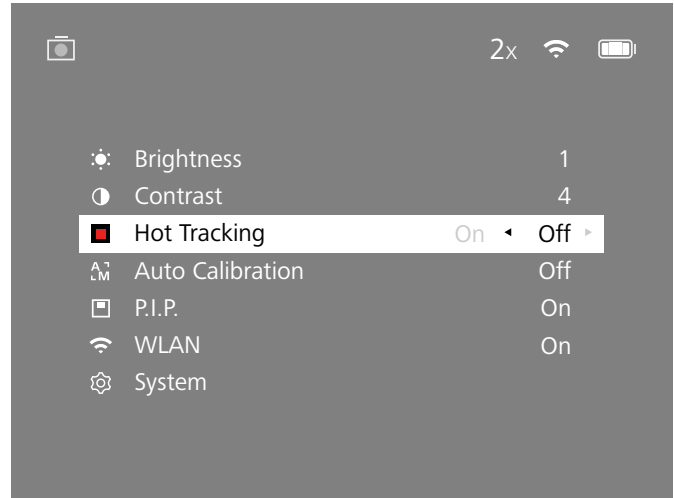 2x
Brightness 1
Contrast 4
Hot Tracking On Off
A M Auto Calibration Off
P.I.P. On
WLAN On
System